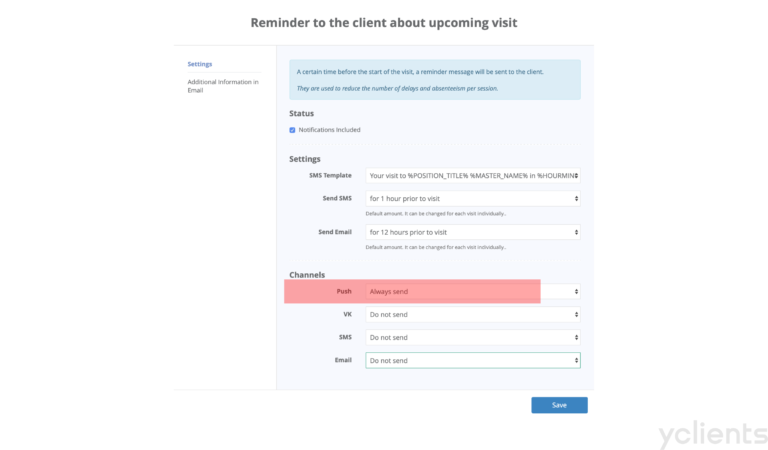 Reminder to the client about upcoming visit
Settings
Additional Information in
Email
A certain time before the start of the visit, a reminder message will be sent to the client.
They are used to reduce the number of delays and absenteeism per session.
Status
Notifications Included
Settings
SMS Template Your visit to %POSITION_TITLE% %MASTER_NAME% in %HOURMIN
Send SMS for 1 hour prior to visit
Default amount, it can be changed for each visit individually..
Send Email for 12 hours prior to visit
Default amount, it can be changed for each visit individually..
Channels
Push Always send
VK Do not send
SMS Do not send
Email Do not send
Save
yclients